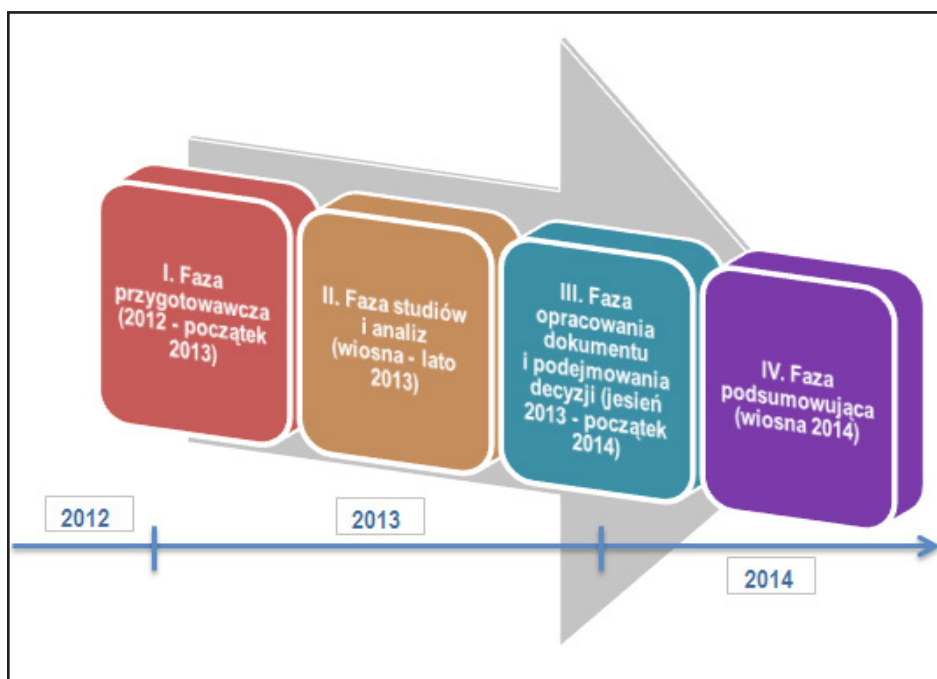 I. Faza
przygotowawcza
(2012 - początek
2013)
II. Faza studiów
i analiz
(wiosna - lato
2013)
III. Faza
opracowania
dokumentu
i podejmowania
decyzji (jesień
2013 - początek
2014)
IV. Faza
podsumowująca
(wiosna 2014)
2012
2013
2014